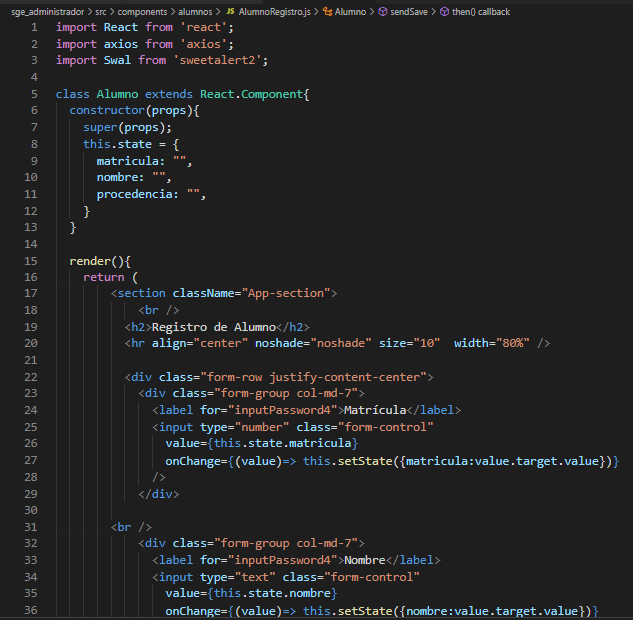 sge_administrador > src > components > alumnos > JS AlumnoRegistro.js > Alumno > sendSave > then() callback
1 import React from 'react';
2 import axios from 'axios';
3 import Swal from 'sweetalert2';
4
5 class Alumno extends React.Component{
6 constructor(props){
7 super(props);
8 this.state = {
9 matricula: "",
10 nombre: "",
11 procedencia: "",
12 }
13 }
14
15 render(){
16 return (
17 <section className="App-section">
18 <br />
19 <h2>Registro de Alumno</h2>
20 <hr align="center" noshade="noshade" size="10"  width="80%" />
21
22 <div class="form-row justify-content-center">
23 <div class="form-group col-md-7">
24 <label for="inputPassword4">Matrícula</label>
25 <input type="number" class="form-control"
26 value={this.state.matricula}
27 onChange={(value)=> this.setState({matricula:value.target.value})}
28 />
29 </div>
30
31 <br />
32 <div class="form-group col-md-7">
33 <label for="inputPassword4">Nombre</label>
34 <input type="text" class="form-control"
35 value={this.state.nombre}
36 onChange={(value)=> this.setState({nombre:value.target.value})}